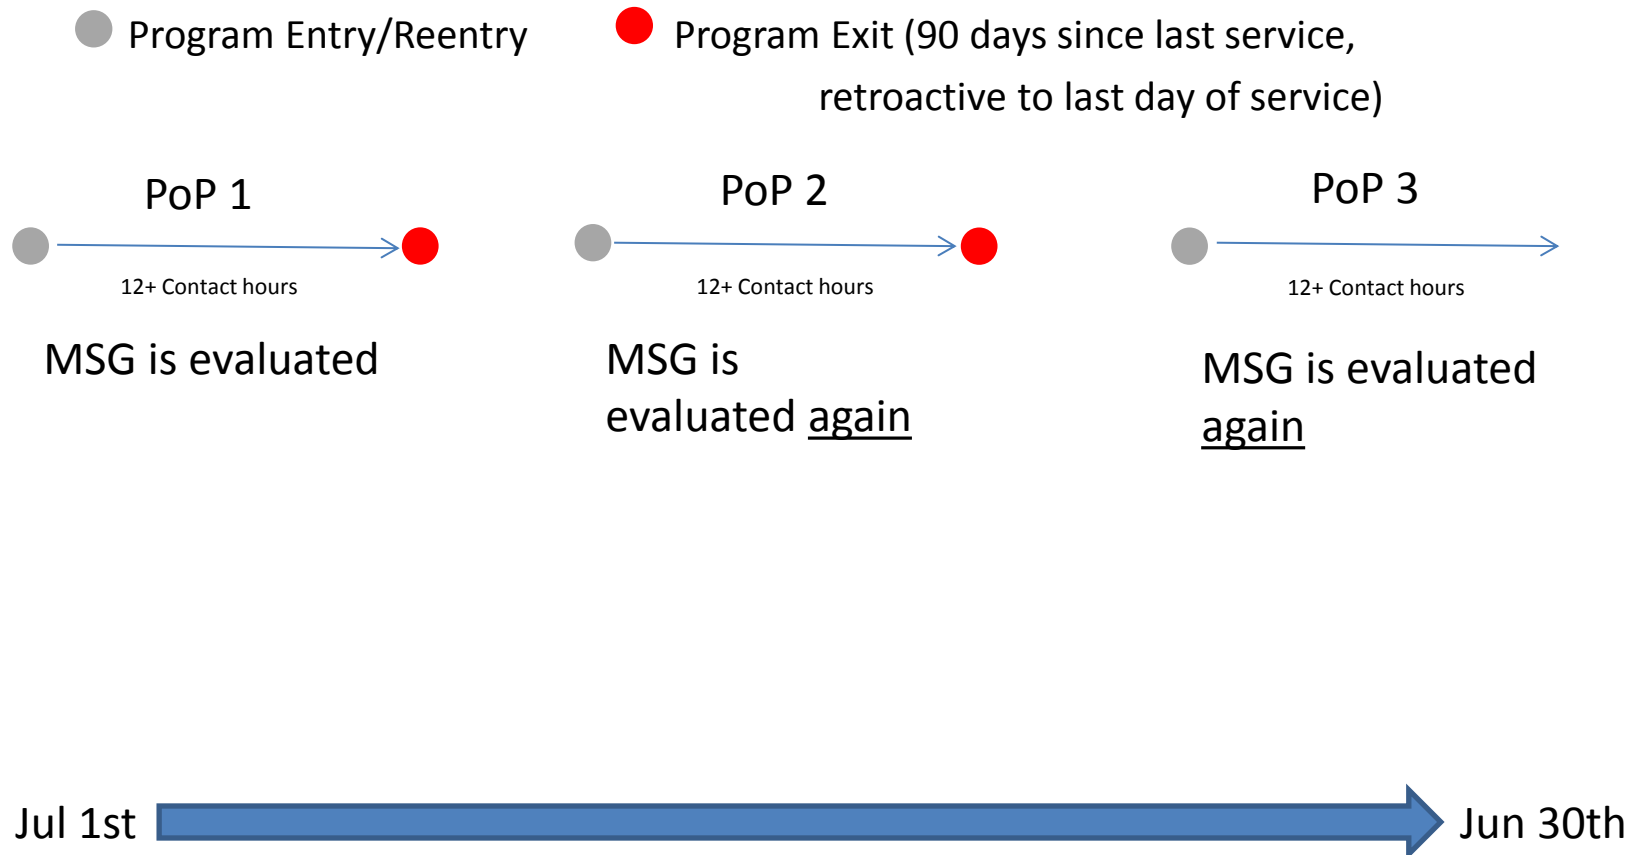 Program Entry/Reentry
Program Exit (90 days since last service,
retroactive to last day of service)
PoP 1
12+ Contact hours
MSG is evaluated
PoP 2
12+ Contact hours
MSG is
evaluated again
PoP 3
12+ Contact hours
MSG is evaluated
again
Jul 1st
Jun 30th